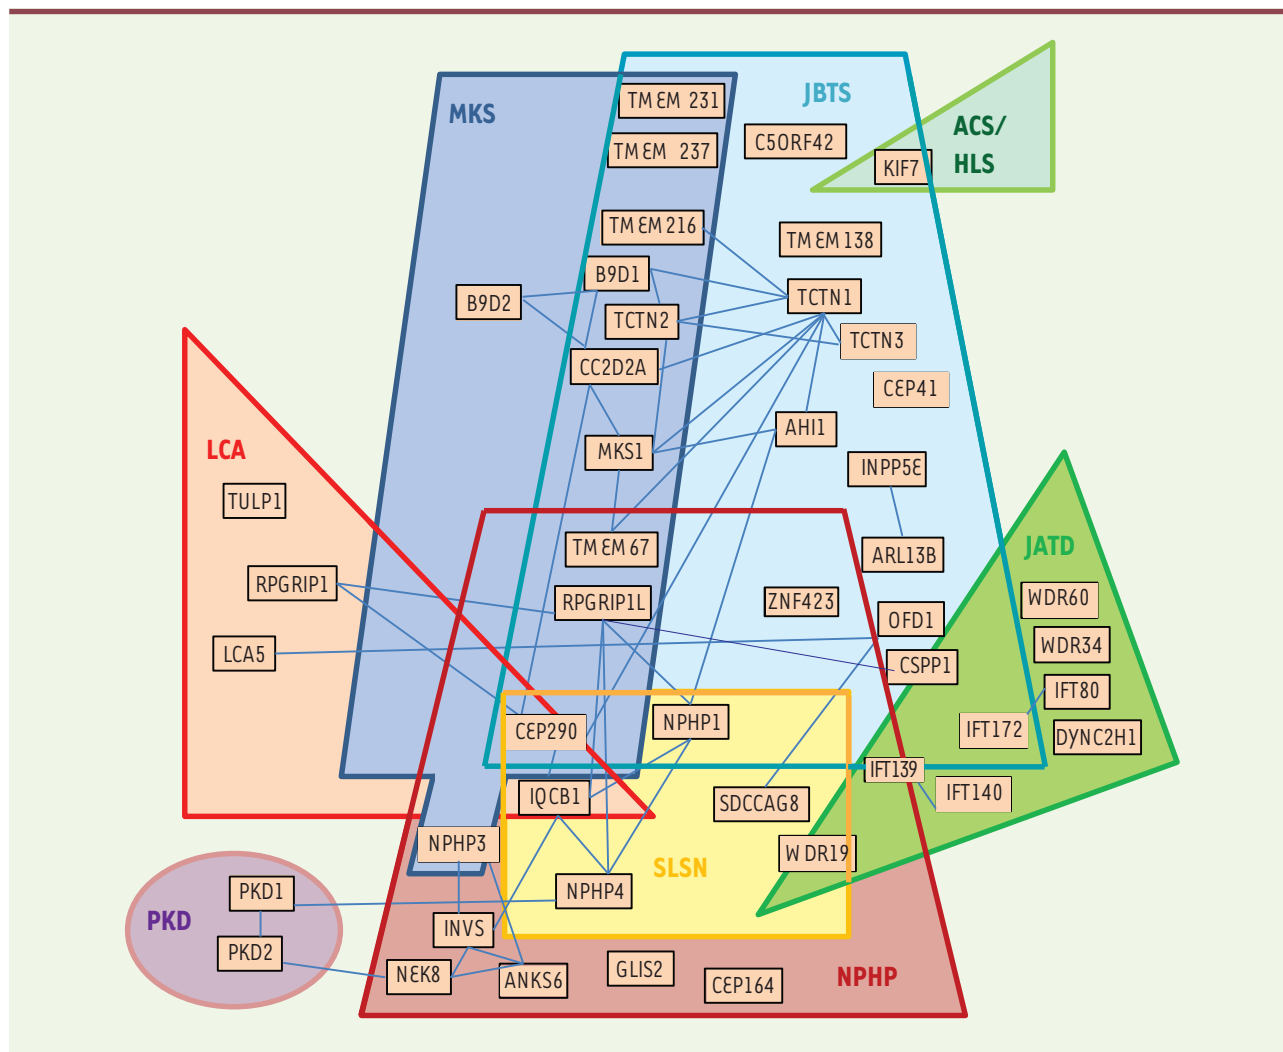 TMEM 231
JBTS
MKS
ACS/
HLS
C5ORF42
TMEM 237
KIF7
TMEM216
TMEM138
B9D1
B9D2
TCTN1
TCTN2
TCTN3
CC2D2A
CEP41
AHI1
LCA
MKS1
INPP5E
TULP1
TMEM67
JATD
ARL13B
RPGRIP1
RPGRIP1L
ZNF423
WDR60
OFD1
LCA5
WDR34
CSPP1
IFT80
NPHP1
CEP290
IFT172
DYNC2H1
IFT139
IQCB1
SDCCAG8
IFT140
NPHP3
WDR19
SLSN
PKD1
NPHP4
PKD
INVS
PKD2
NEK8
ANKS6
GLIS2
CEP164
NPHP